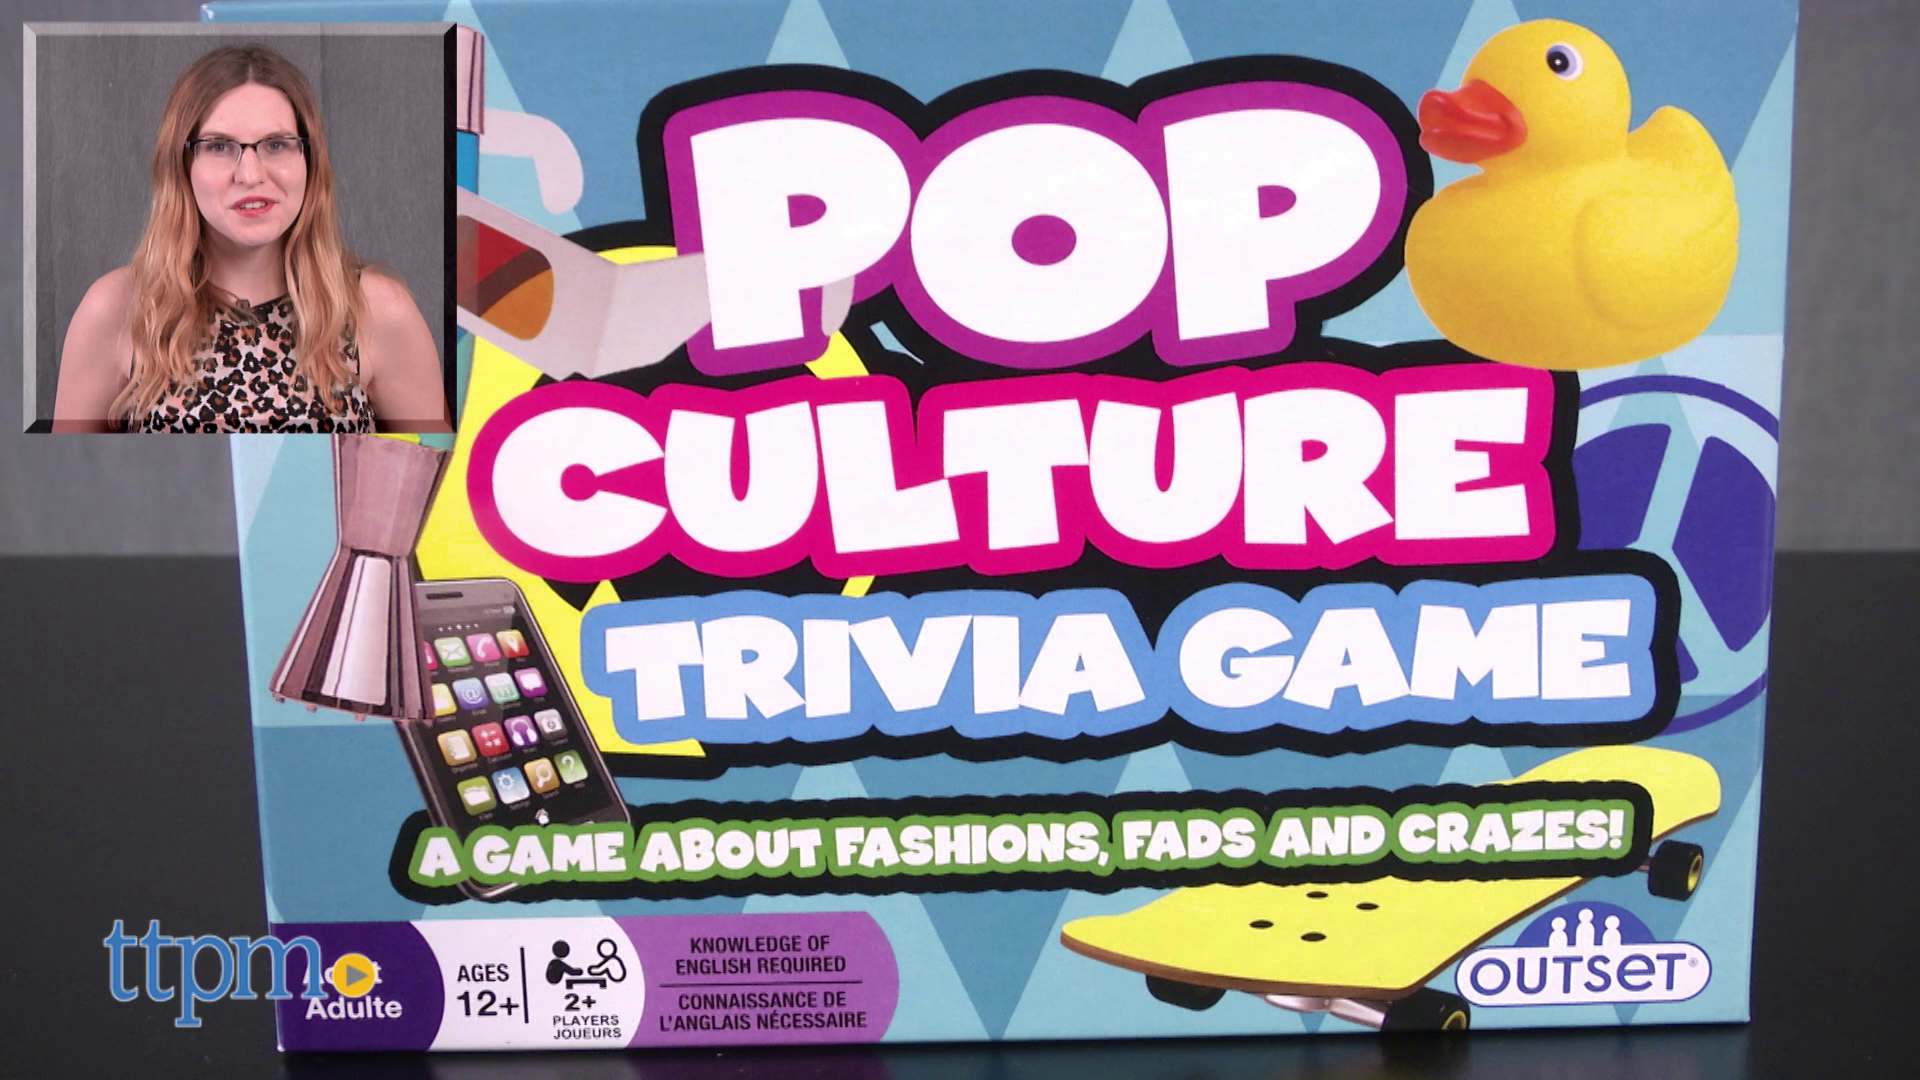 POP
CULTURE
TRIVIA GAME
A GAME ABOUT FASHIONS, FADS AND CRAZES!
ttpm
Adulte
AGES
12+
2+
PLAYERS
JOUEURS
KNOWLEDGE OF
ENGLISH REQUIRED
CONNAISSANCE DE
L'ANGLAIS NÉCESSAIRE
OUTSET®